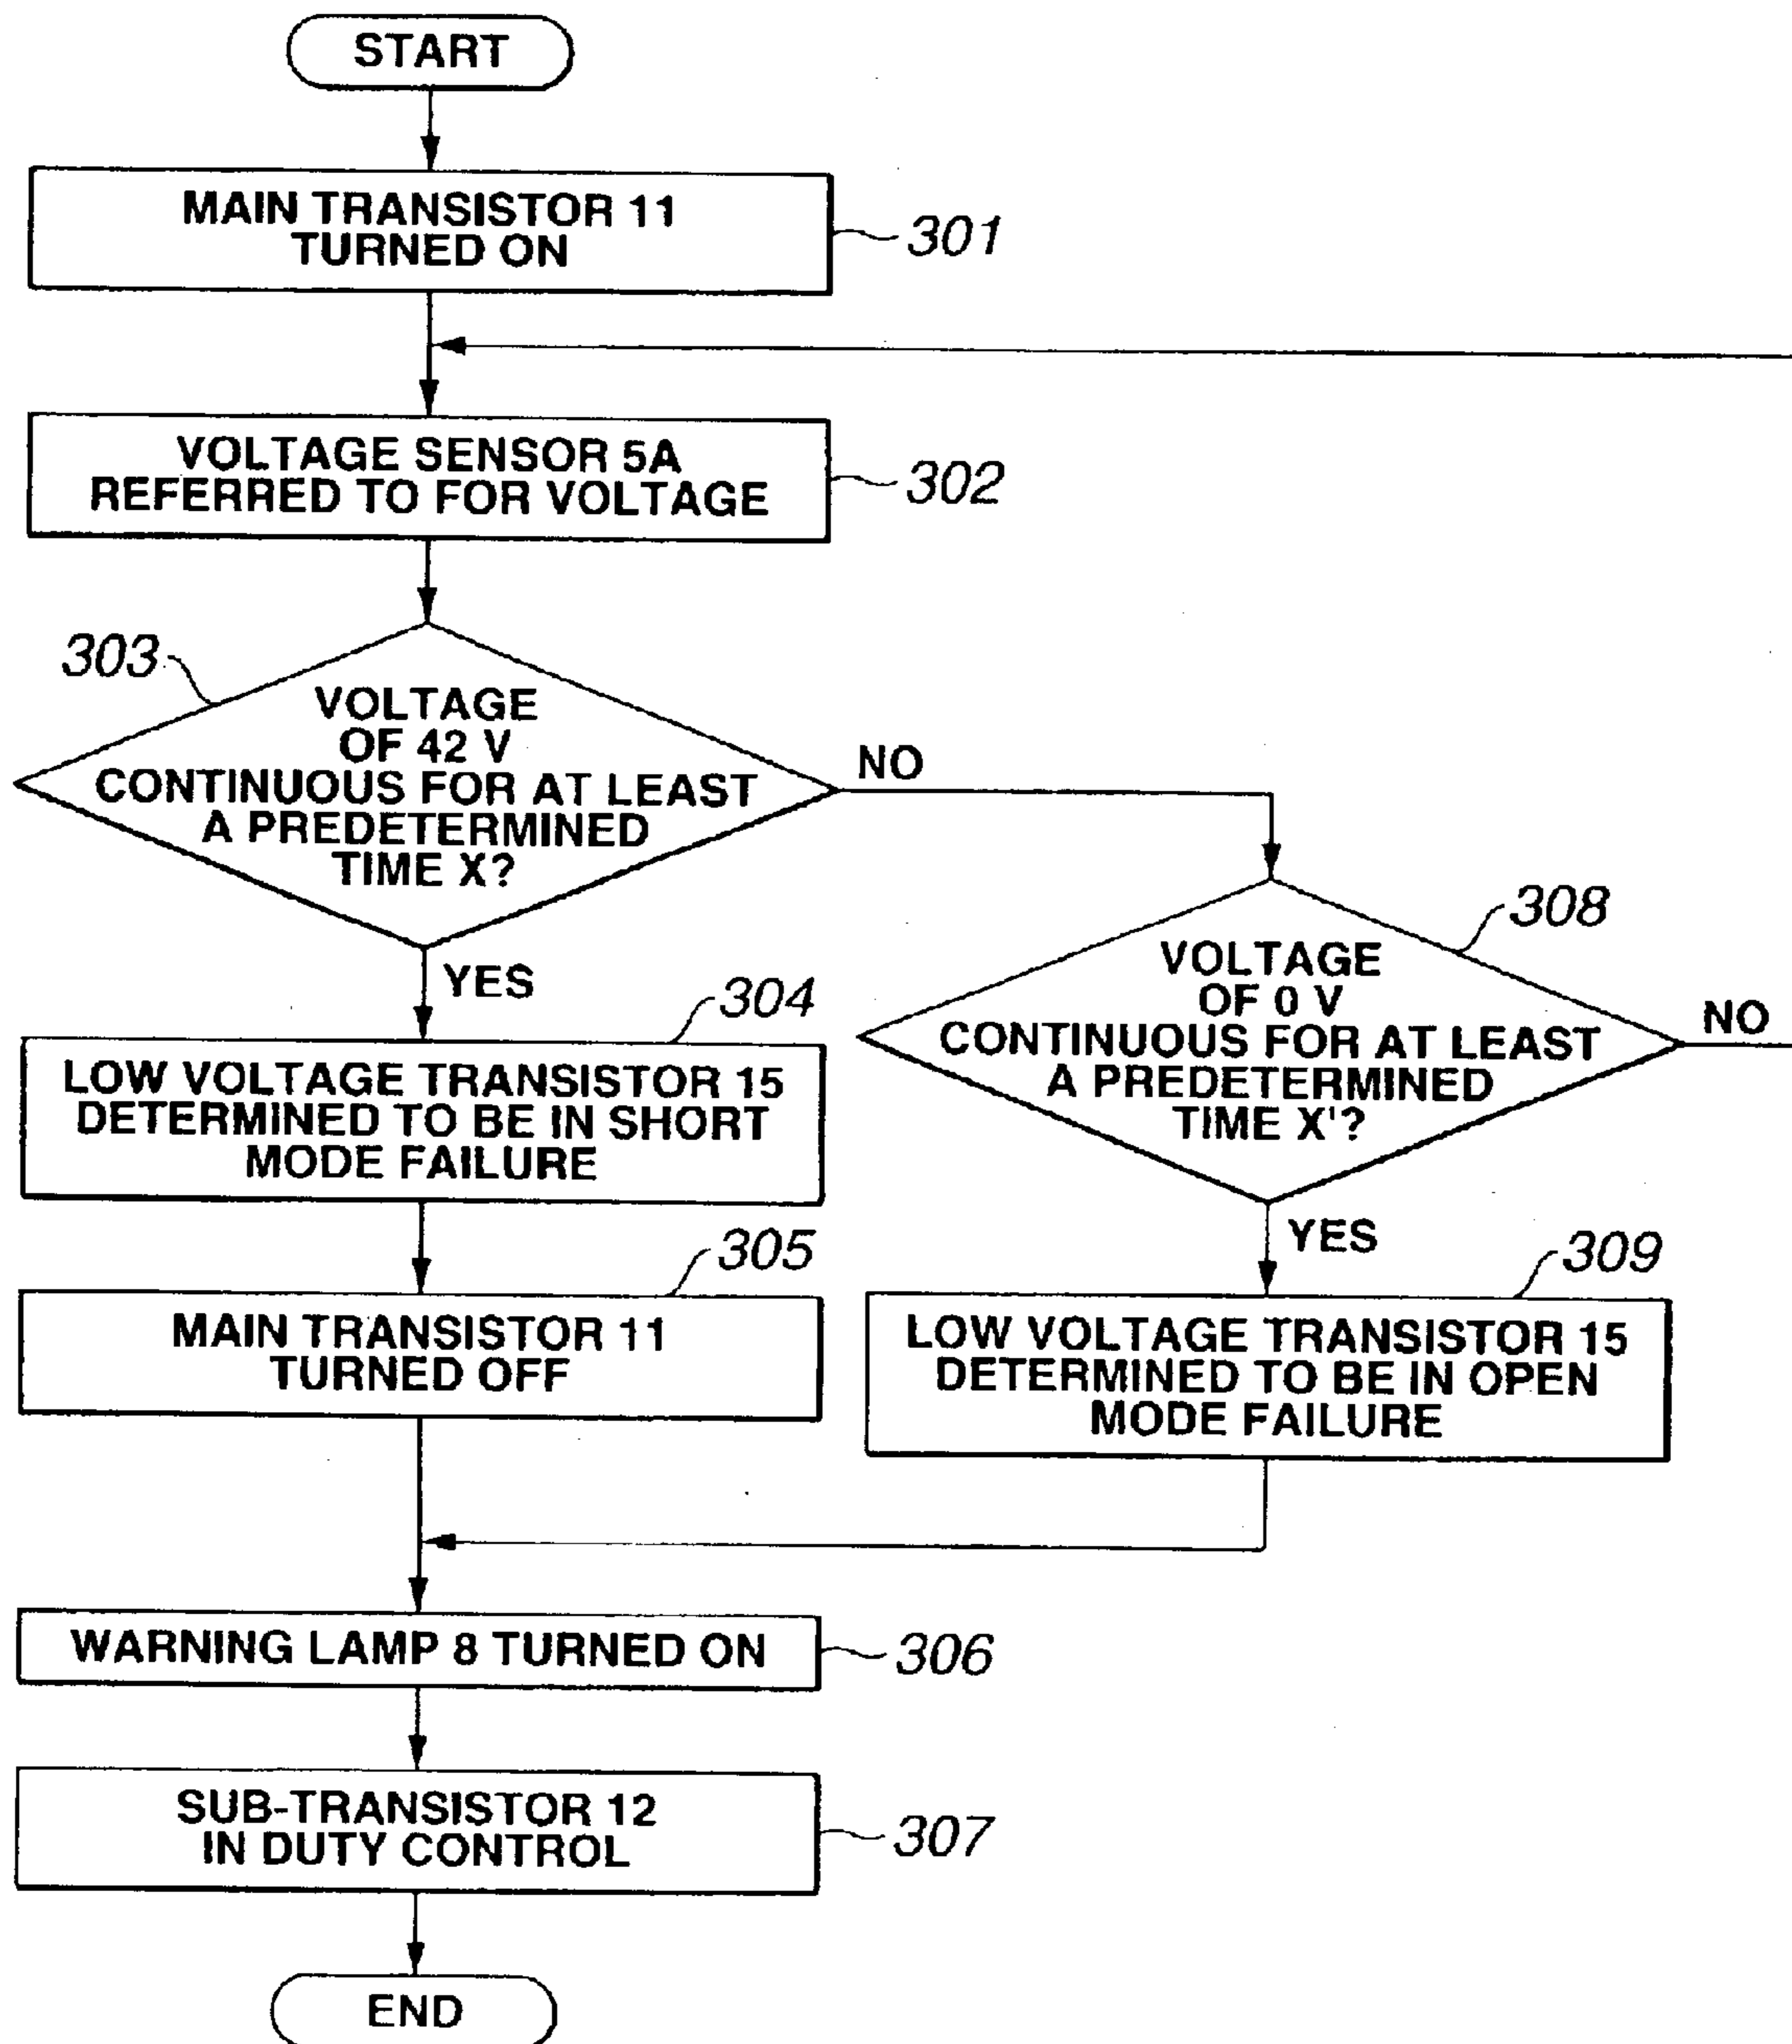 START
MAIN TRANSISTOR 11
TURNED ON
301
VOLTAGE SENSOR 5A
REFERRED TO FOR VOLTAGE
302
303
VOLTAGE
OF 42 V
CONTINUOUS FOR AT LEAST
A PREDETERMINED
TIME X?
NO
YES
304
LOW VOLTAGE TRANSISTOR 15
DETERMINED TO BE IN SHORT
MODE FAILURE
305
MAIN TRANSISTOR 11
TURNED OFF
308
VOLTAGE
OF 0 V
CONTINUOUS FOR AT LEAST
A PREDETERMINED
TIME X'?
NO
YES
309
LOW VOLTAGE TRANSISTOR 15
DETERMINED TO BE IN OPEN
MODE FAILURE
WARNING LAMP 8 TURNED ON
306
SUB-TRANSISTOR 12
IN DUTY CONTROL
307
END